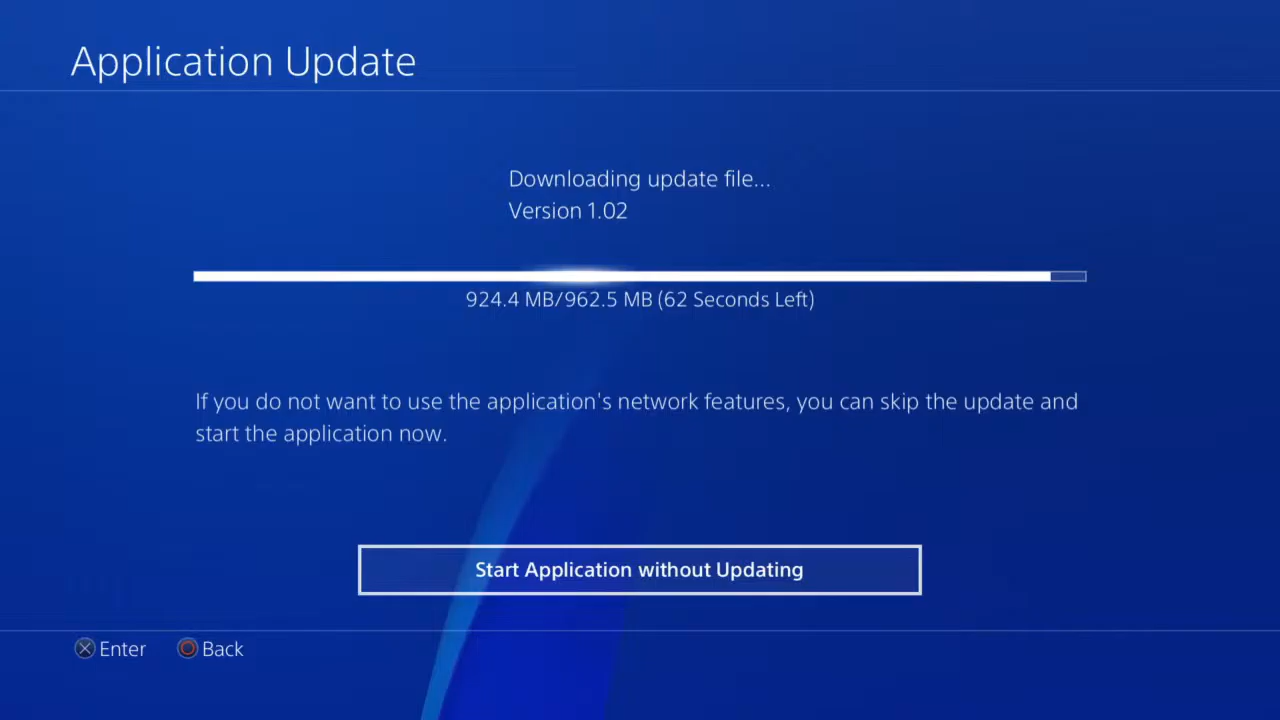 Application Update
Downloading update file...
Version 1.02
924.4 MB/962.5 MB (62 Seconds Left)
If you do not want to use the application's network features, you can skip the update and
start the application now.
Start Application without Updating
Enter Back